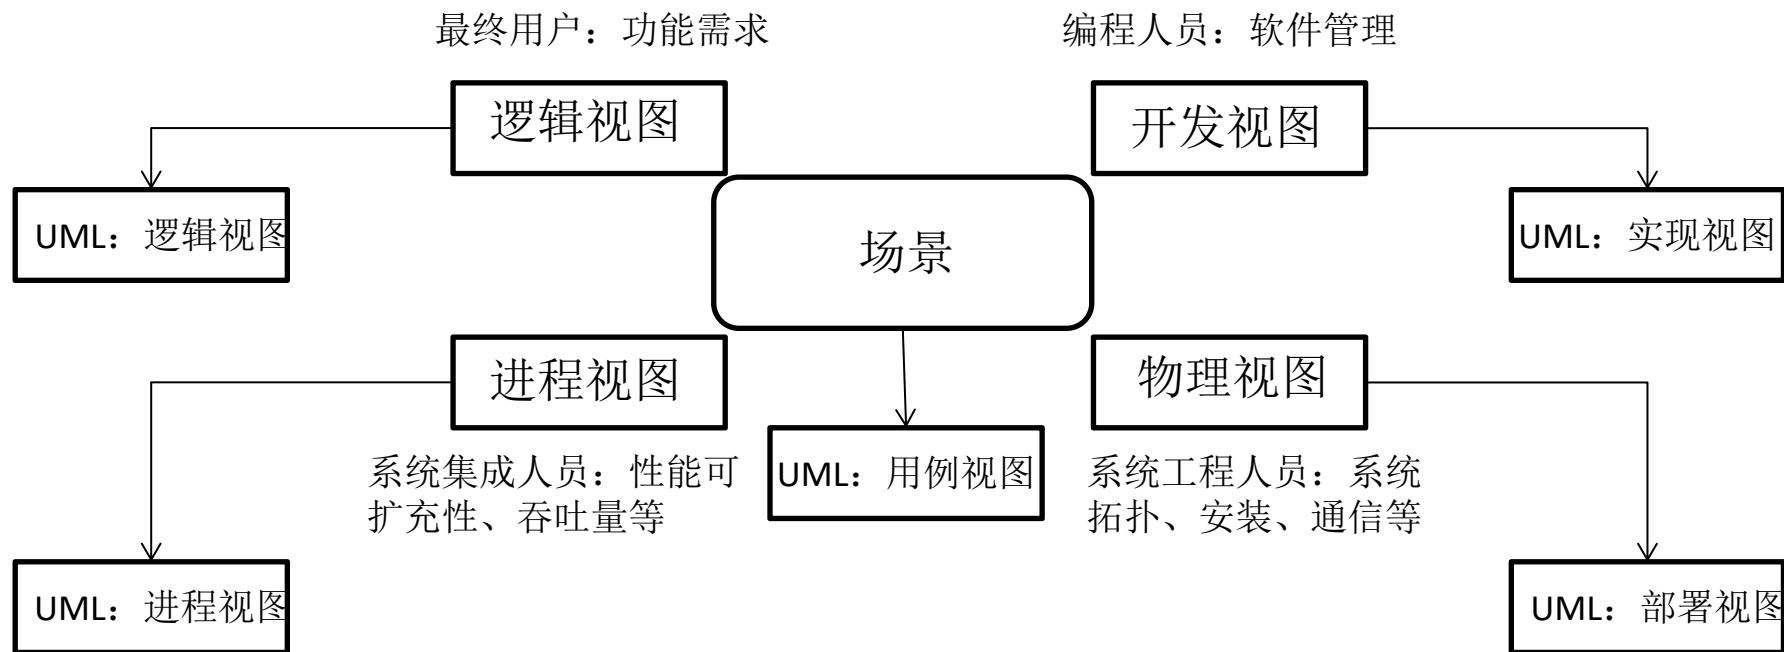 最终用户：功能需求
编程人员：软件管理
逻辑视图
开发视图
UML：逻辑视图
场景
UML：实现视图
进程视图
物理视图
系统集成人员：性能可
扩充性、吞吐量等
UML：用例视图
系统工程人员：系统
拓扑、安装、通信等
UML：进程视图
UML：部署视图